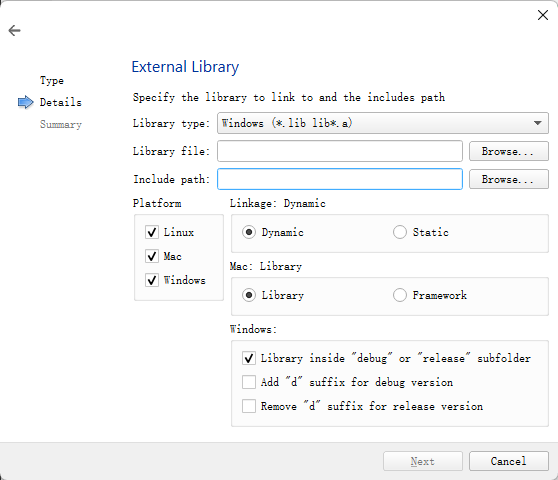 External Library
Type
Details
Summary
Specify the library to link to and the includes path
Library type: Windows (*.lib lib*.a)
Library file: Browse...
Include path: Browse...
Platform
Linux
Mac
Windows
Linkage: Dynamic
Dynamic Static
Mac: Library
Library Framework
Windows:
Library inside "debug" or "release" subfolder
Add "d" suffix for debug version
Remove "d" suffix for release version
Next Cancel